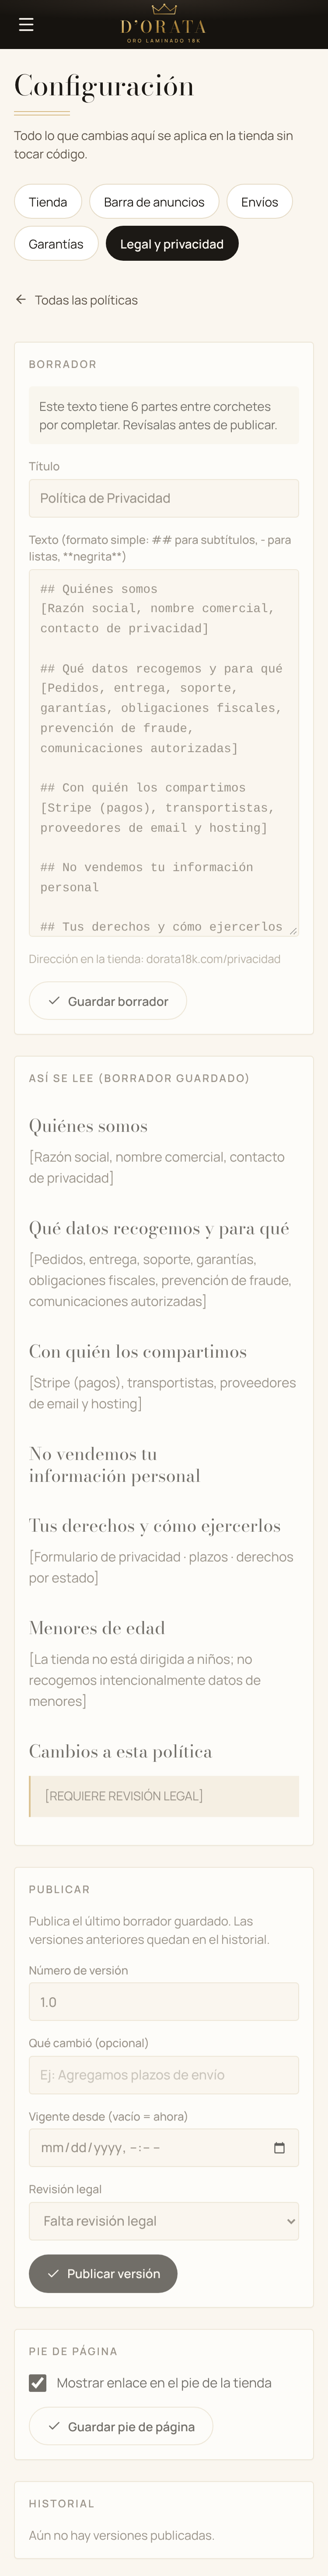 D'ORATA
ORO LAMINADO 18K
Configuración
Todo lo que cambias aquí se aplica en la tienda sin
tocar código.
Tienda
Barra de anuncios
Envíos
Garantías
Legal y privacidad
Todas las políticas
BORRADOR
Este texto tiene 6 partes entre corchetes
por completar. Revísalas antes de publicar.
Título
Política de Privacidad
Texto (formato simple: ## para subtítulos, - para
listas, **negrita**)
## Quiénes somos
[Razón social, nombre comercial,
contacto de privacidad]
## Qué datos recogemos y para qué
[Pedidos, entrega, soporte,
garantías, obligaciones fiscales,
prevención de fraude,
comunicaciones autorizadas]
## Con quién los compartimos
[Stripe (pagos), transportistas,
proveedores de email y hosting]
## No vendemos tu información
personal
## Tus derechos y cómo ejercerlos
Dirección en la tienda: dorata18k.com/privacidad
Guardar borrador
ASÍ SE LEE (BORRADOR GUARDADO)
Quiénes somos
[Razón social, nombre comercial, contacto
de privacidad]
Qué datos recogemos y para qué
[Pedidos, entrega, soporte, garantías,
obligaciones fiscales, prevención de fraude,
comunicaciones autorizadas]
Con quién los compartimos
[Stripe (pagos), transportistas, proveedores
de email y hosting]
No vendemos tu
información personal
Tus derechos y cómo ejercerlos
[Formulario de privacidad · plazos · derechos
por estado]
Menores de edad
[La tienda no está dirigida a niños; no
recogemos intencionalmente datos de
menores]
Cambios a esta política
[REQUIERE REVISIÓN LEGAL]
PUBLICAR
Publica el último borrador guardado. Las
versiones anteriores quedan en el historial.
Número de versión
1.0
Qué cambió (opcional)
Ej: Agregamos plazos de envío
Vigente desde (vacío = ahora)
mm/dd/yyyy, --:-- --
Revisión legal
Falta revisión legal
Publicar versión
PIE DE PÁGINA
Mostrar enlace en el pie de la tienda
Guardar pie de página
HISTORIAL
Aún no hay versiones publicadas.